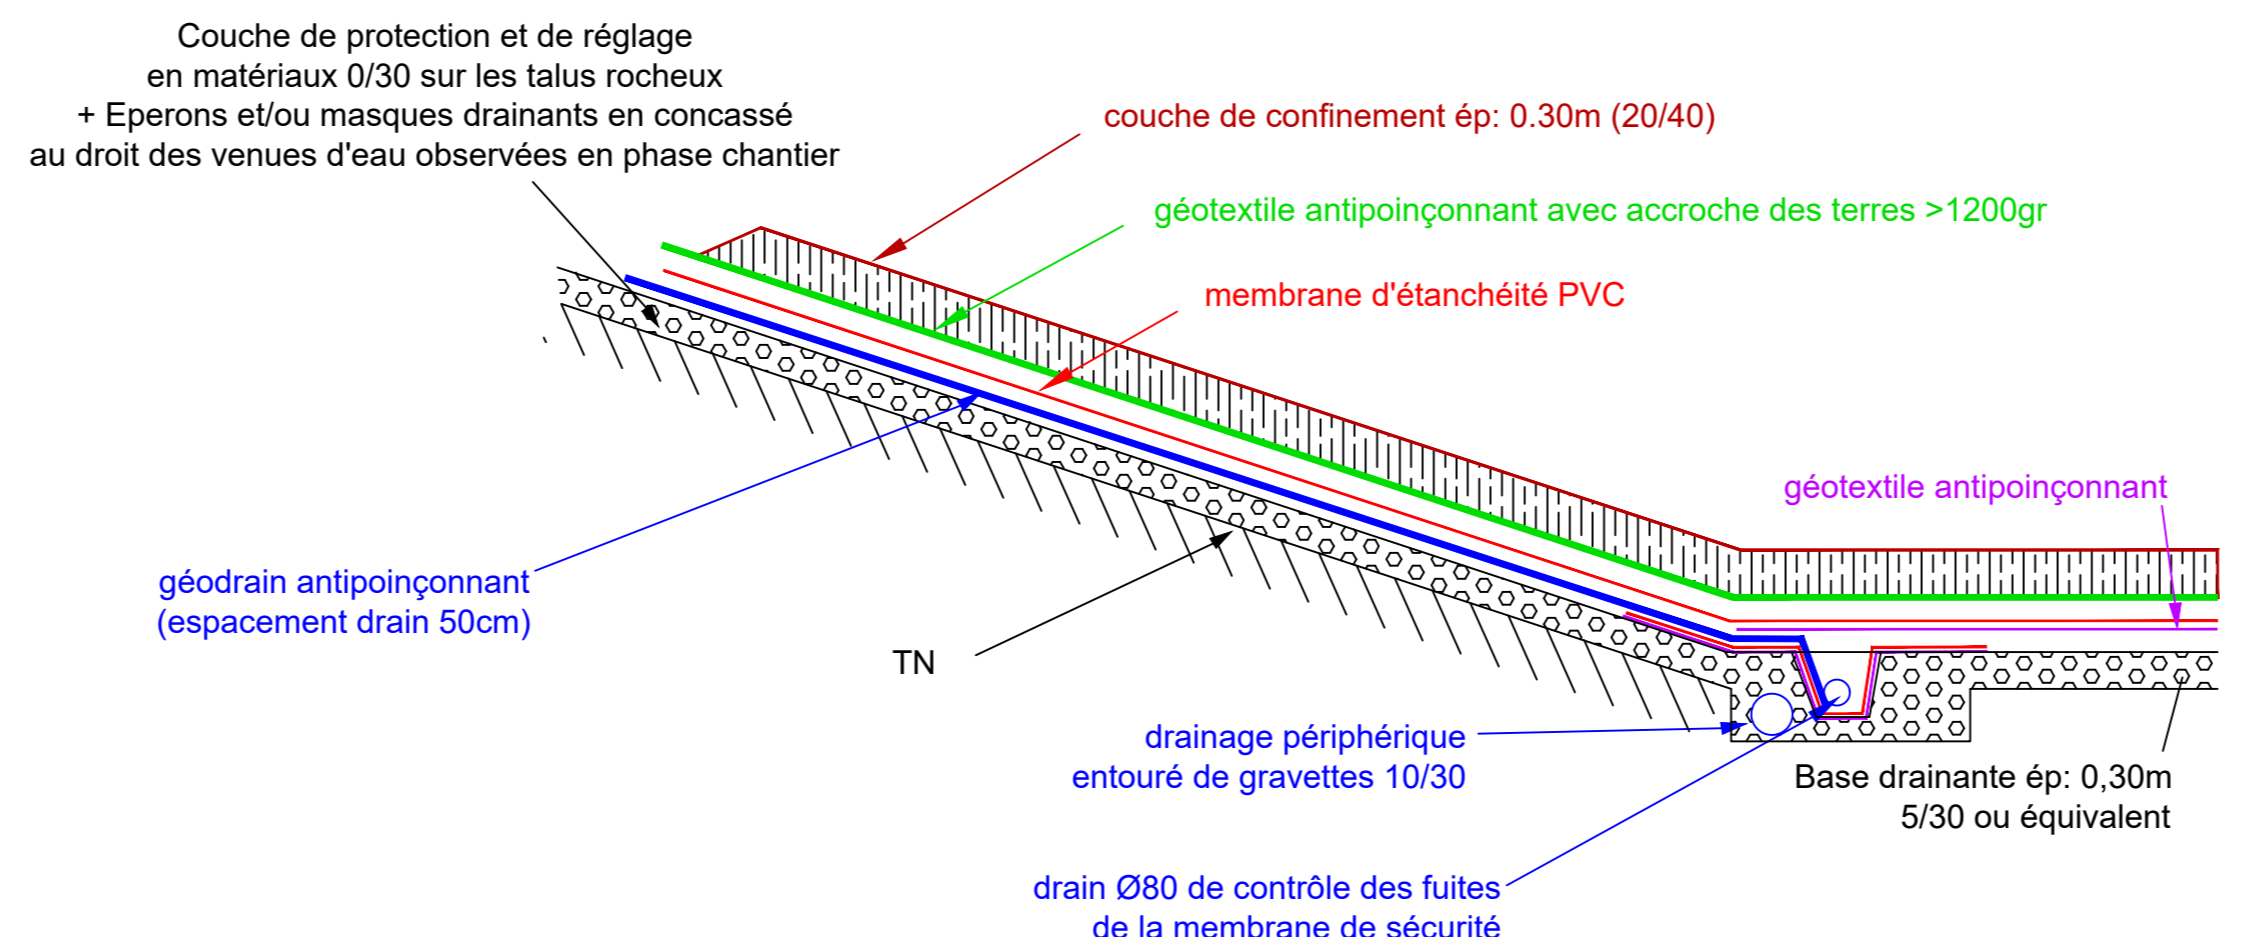 Couche de protection et de réglage
en matériaux 0/30 sur les talus rocheux
+ Eperons et/ou masques drainants en concassé
au droit des venues d'eau observées en phase chantier
couche de confinement ép: 0.30m (20/40)
géotextile antipoinçonnant avec accroche des terres >1200gr
membrane d'étanchéité PVC
géotextile antipoinçonnant
géodrain antipoinçonnant
(espacement drain 50cm)
TN
drainage périphérique
entouré de gravettes 10/30
Base drainante ép: 0,30m
5/30 ou équivalent
drain Ø80 de contrôle des fuites
de la membrane de sécurité